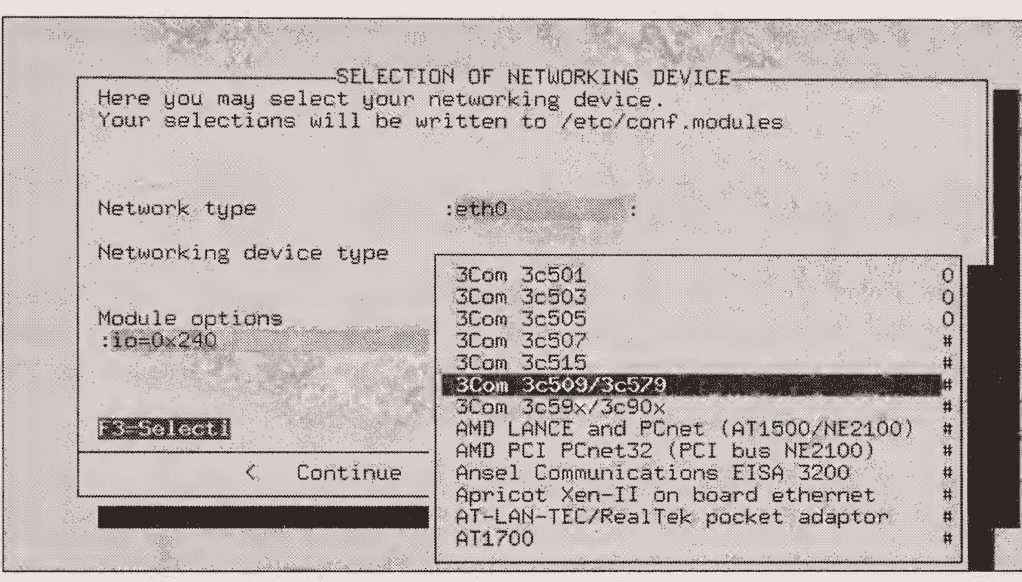 SELECTION OF NETWORKING DEVICE
Here you may select your networking device.
Your selections will be written to /etc/conf.modules
Network type :eth0 :
Networking device type
Module options
:io=0x240
F3=Selecti
< Continue
3Com 3c501 O
3Com 3c503 O
3Com 3c505 O
3Com 3c507 #
3Com 3c515 #
3Com 3c509/3c579 #
3Com 3c59x/3c90x #
AMD LANCE and PCnet (AT1500/NE2100) #
AMD PCI PCnet32 (PCI bus NE2100) #
Ansel Communications EISA 3200 #
Apricot Xen-II on board ethernet #
AT-LAN-TEC/RealTek pocket adaptor #
AT1700 #